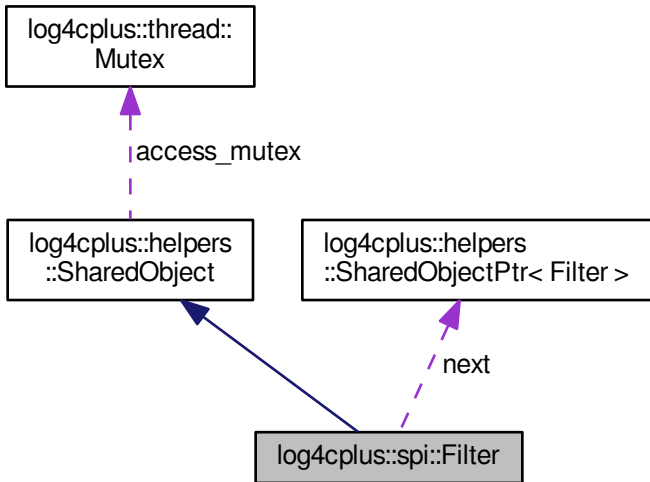 log4cplus::thread::
Mutex
access_mutex
log4cplus::helpers
::SharedObject
log4cplus::helpers
::SharedObjectPtr< Filter >
next
log4cplus::spi::Filter